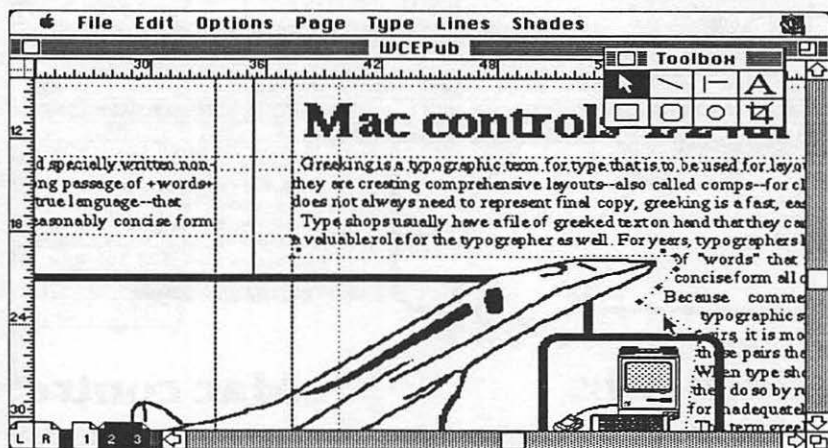 File Edit Options Page Type Lines Shades
WCEPub
Toolbox
A
30 36 42 48
12
18
24
30
Mac controls
d specially written non-
ng passage of +words+
true language--that
easonably concise form
Greeking is a typographic term for type that is to be used for layou
they are creating comprehensive layouts--also called comps--for cl
does not always need to represent final copy, greeking is a fast, eas
Type shops usually have a file of greeked text on hand that they ca
a valuable role for the typographer as well. For years, typographers
of "words" that
concise form all
Because comme
typographic s
it is mo
these pairs tha
When type sho
they do so by r
for inadequate
The term gree
L R 1 2 3